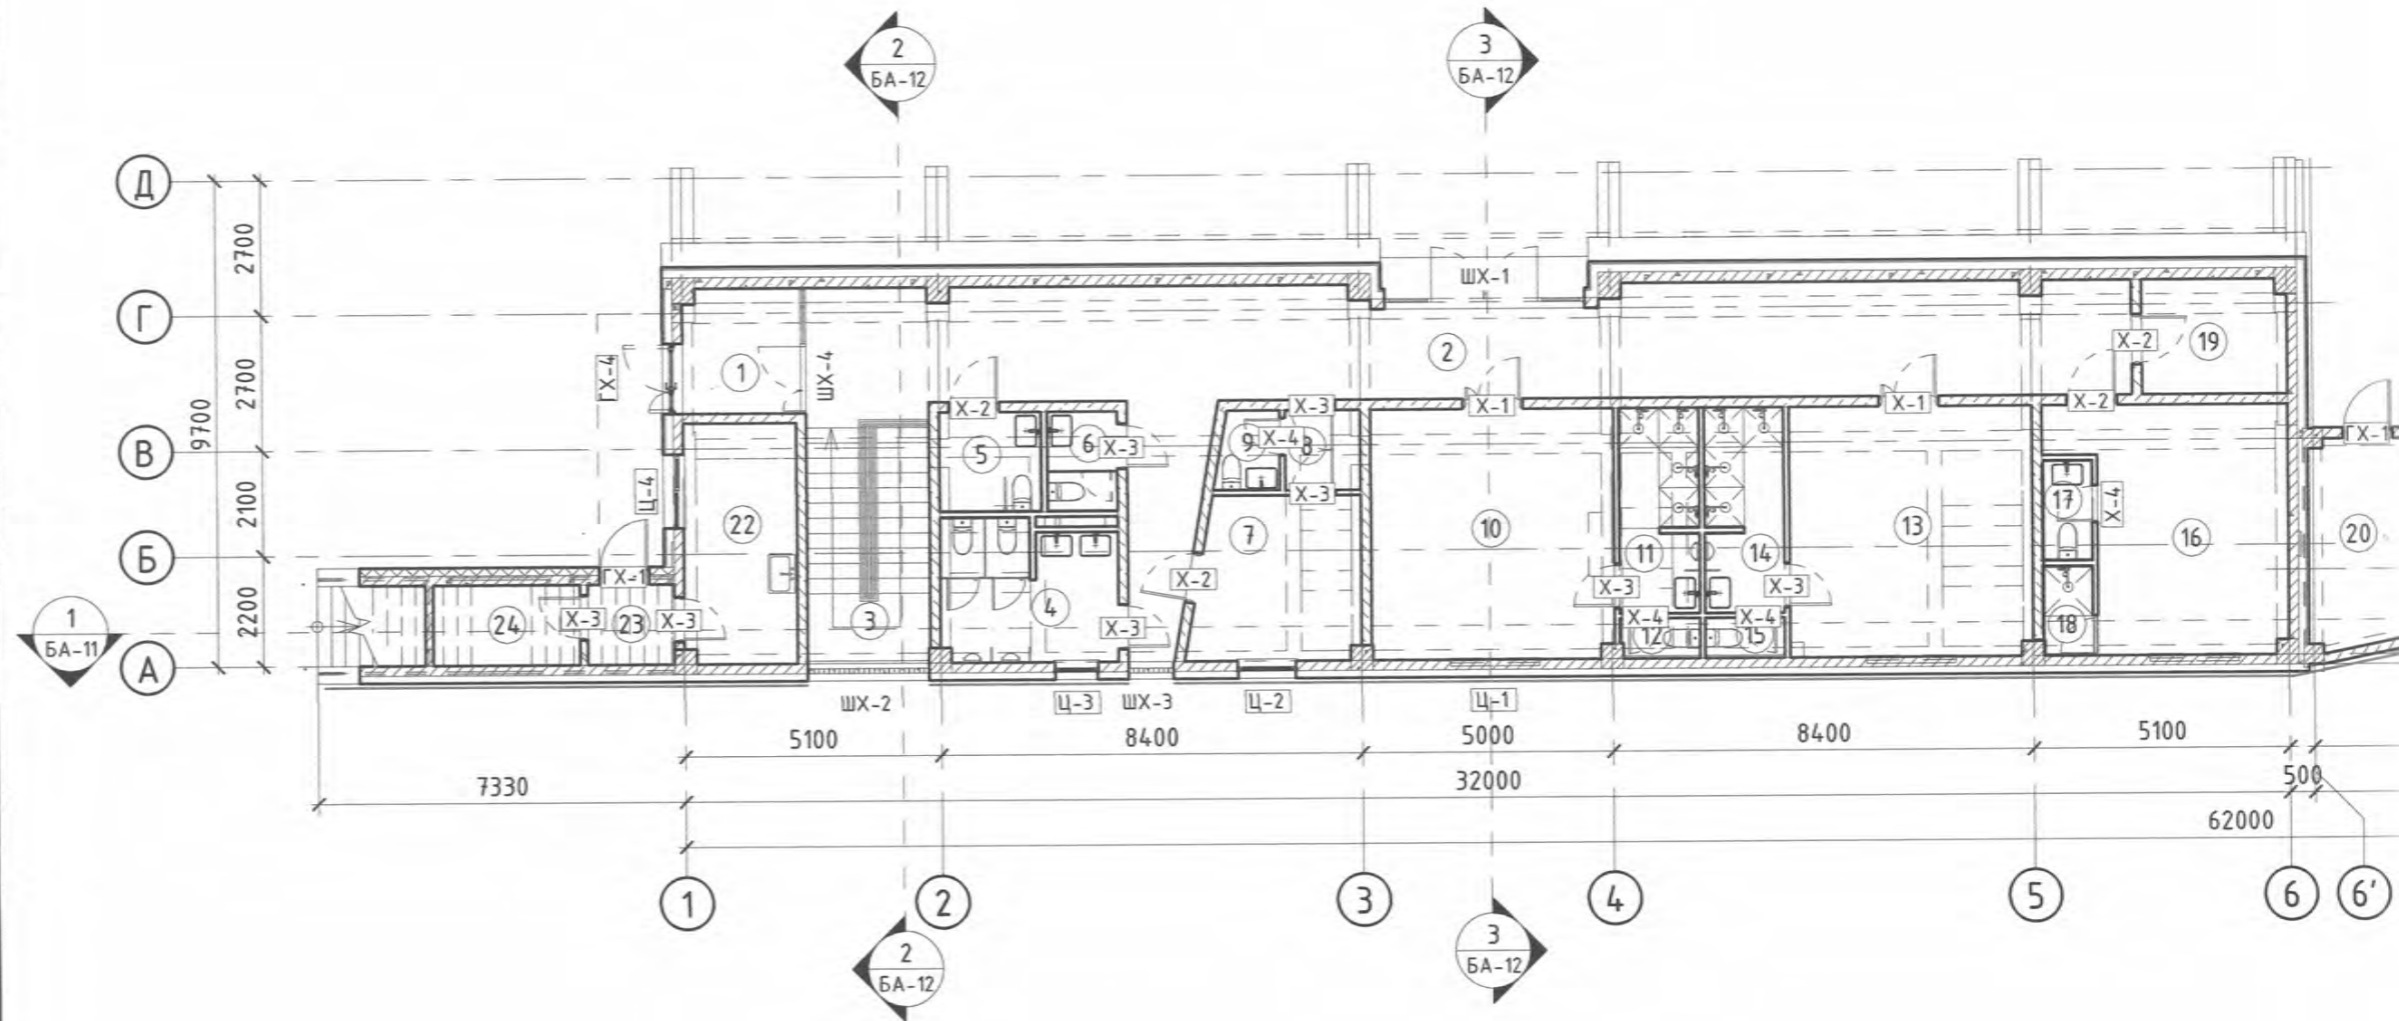 2
БА-12
3
БА-12
Д
Г
В
Б
А
2700
2700
2100
2200
9700
1
БА-11
ШХ-1
ГХ-4
1
ШХ-4
2
Х-2
19
Х-2
Х-3
Х-1
Х-1
Х-2
ГХ-1
5
6
Х-3
9
Х-4
8
Х-3
Ц-4
22
7
10
13
17
Х-4
16
20
11
14
ГХ-1
Х-2
Х-3
Х-3
24
Х-3
23
Х-3
3
4
Х-3
Х-4
12
Х-4
15
18
ШХ-2
Ц-3
ШХ-3
Ц-2
Ц-1
5100
8400
5000
8400
5100
7330
32000
500
62000
1
2
3
4
5
6
6'
2
БА-12
3
БА-12